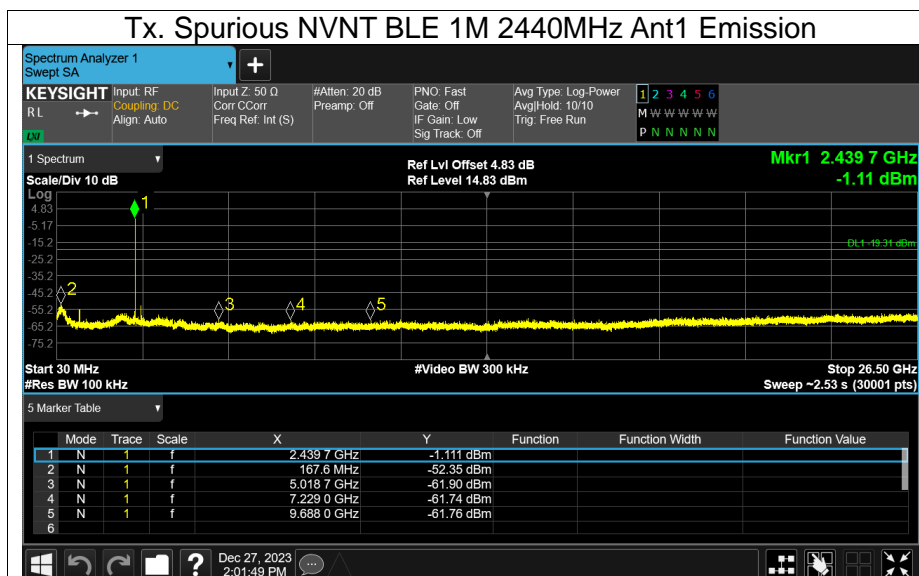 Tx. Spurious NVNT BLE 1M 2440MHz Ant1 Emission
Spectrum Analyzer 1
Swept SA
+
KEYSIGHT Input: RF Input Z: 50 Ω #Atten: 20 dB PNO: Fast Avg Type: Log-Power 1 2 3 4 5 6
RL Coupling: DC Corr CCorr Preamp: Off Gate: Off Avg|Hold: 10/10 M W W W W W
Align: Auto Freq Ref: Int (S) IF Gain: Low Trig: Free Run
LXI Sig Track: Off P N N N N N
1 Spectrum
Ref Lvl Offset 4.83 dB Mkr1 2.439 7 GHz
Scale/Div 10 dB Ref Level 14.83 dBm -1.11 dBm
Log
4.83 1
-5.17
-15.2 DL1 -19.31 dBm
-25.2
-35.2
-45.2 2
-55.2 3 4 5
-65.2
-75.2
Start 30 MHz #Video BW 300 kHz Stop 26.50 GHz
#Res BW 100 kHz Sweep ~2.53 s (30001 pts)
5 Marker Table
Mode Trace Scale X Y Function Function Width Function Value
1 N 1 f 2.439 7 GHz -1.111 dBm
2 N 1 f 167.6 MHz -52.35 dBm
3 N 1 f 5.018 7 GHz -61.90 dBm
4 N 1 f 7.229 0 GHz -61.74 dBm
5 N 1 f 9.688 0 GHz -61.76 dBm
6
? Dec 27, 2023
2:01:49 PM